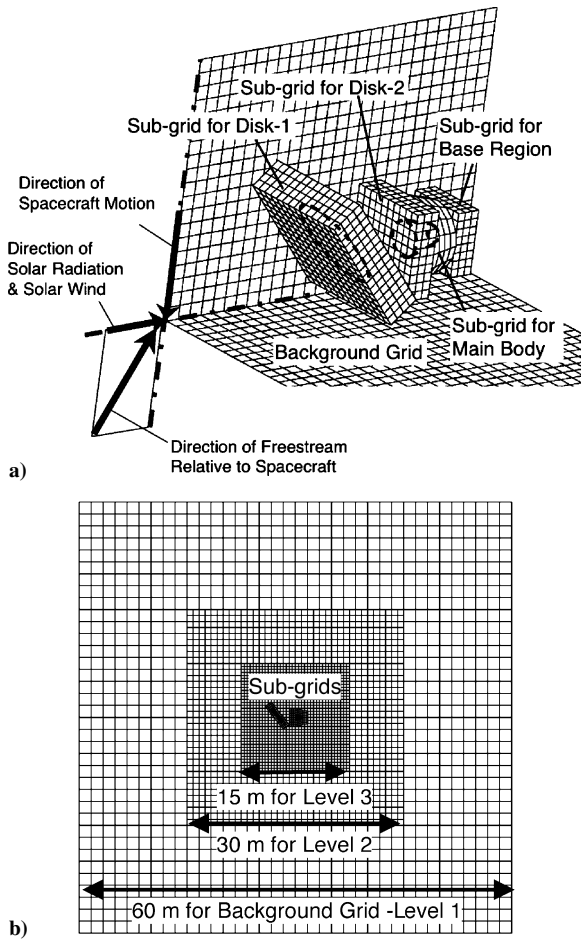 Sub-grid for Disk-2
Sub-grid for Disk-1
Sub-grid for
Base Region
Direction of
Spacecraft Motion
Direction of
Solar Radiation
& Solar Wind
Sub-grid for
Main Body
Background Grid
Direction of Freestream
Relative to Spacecraft
a)
Sub-grids
15 m for Level 3
30 m for Level 2
60 m for Background Grid -Level 1
b)